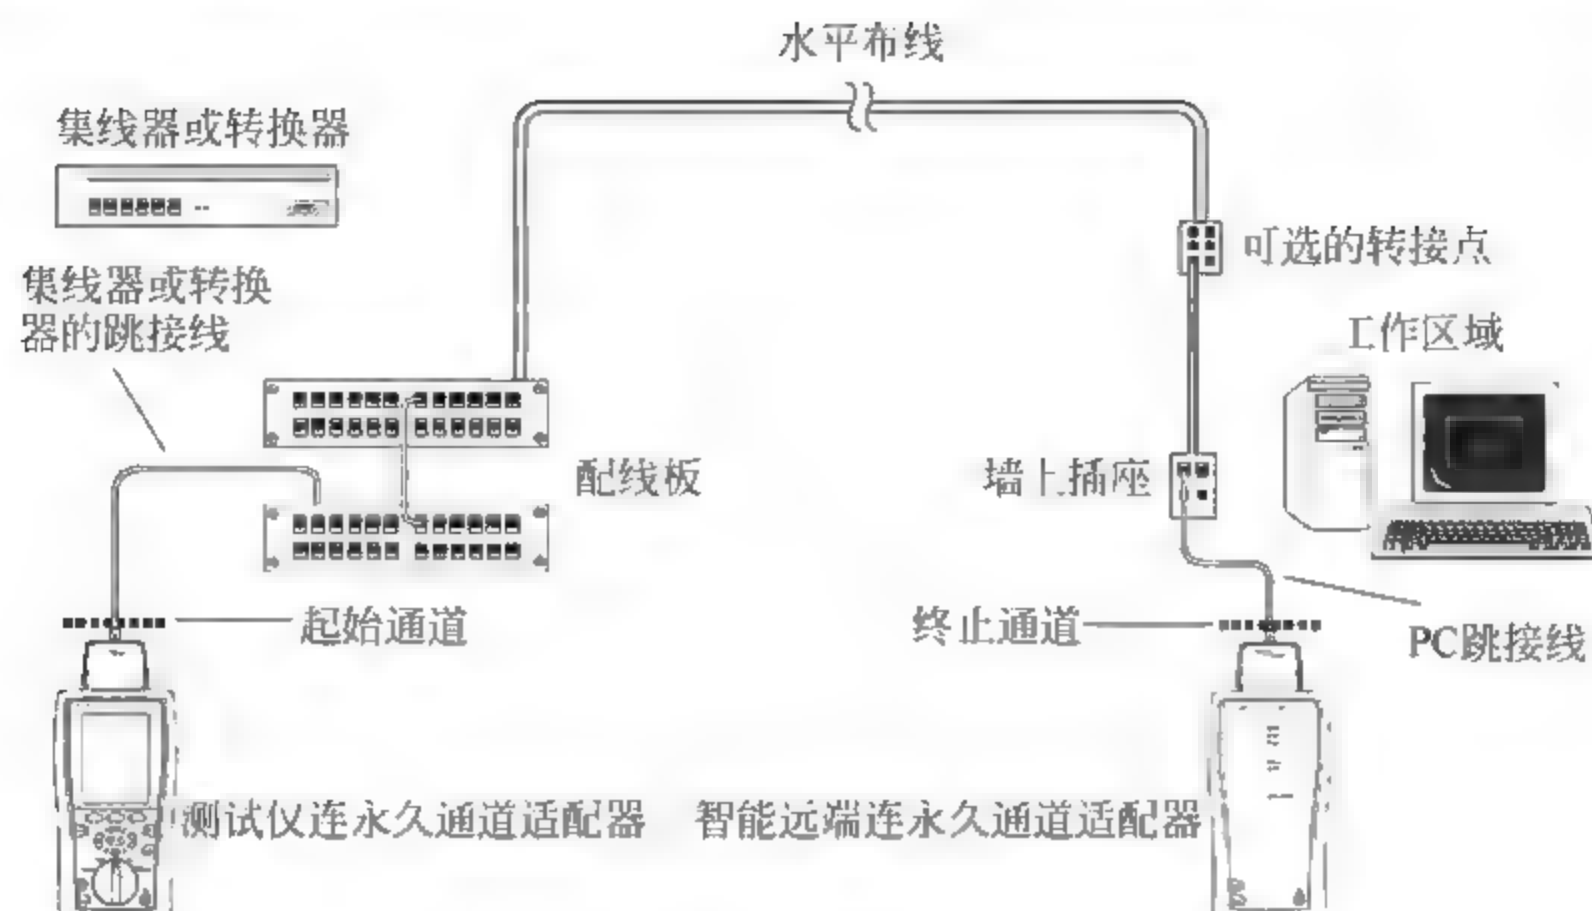 水平布线
集线器或转换器
集线器或转换
器的跳接线
可选的转接点
工作区域
配线板
墙上插座
起始通道
终止通道
PC跳接线
测试仪连永久通道适配器
智能远端连永久通道适配器